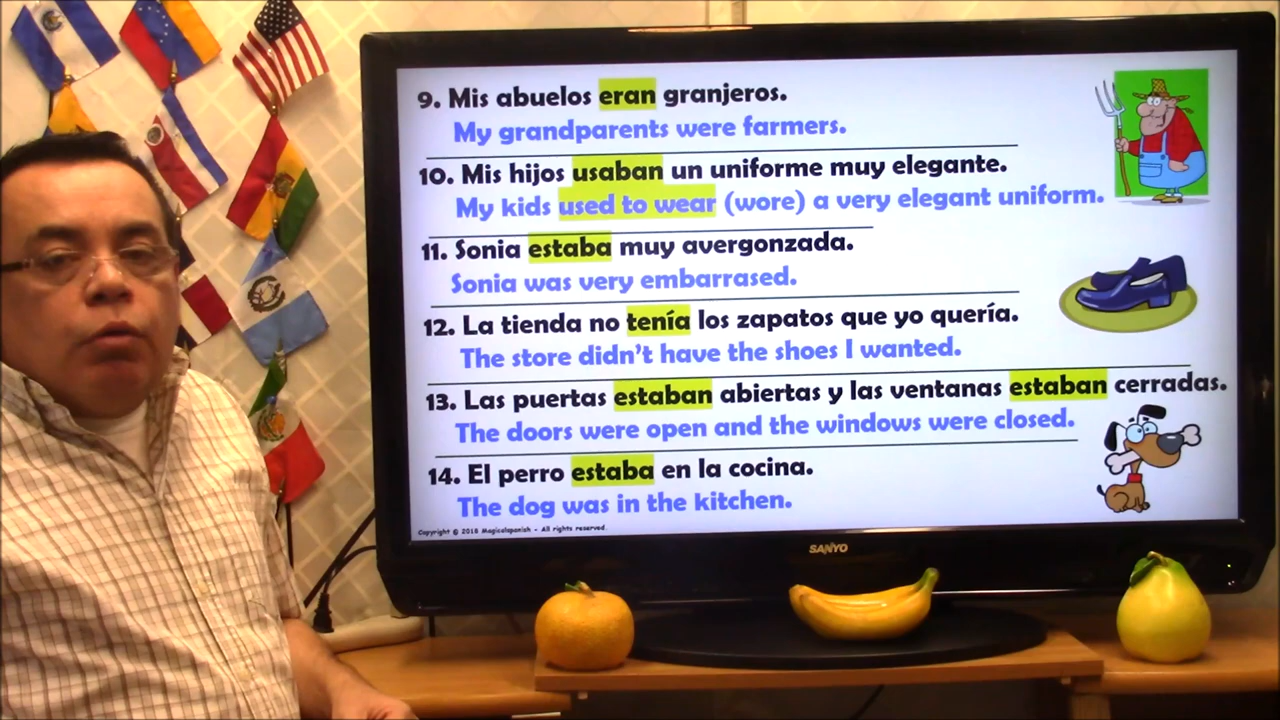 9. Mis abuelos eran granjeros.
My grandparents were farmers.
10. Mis hijos usaban un uniforme muy elegante.
My kids used to wear (wore) a very elegant uniform.
11. Sonia estaba muy avergonzada.
Sonia was very embarrased.
12. La tienda no tenía los zapatos que yo quería.
The store didn't have the shoes I wanted.
13. Las puertas estaban abiertas y las ventanas estaban cerradas.
The doors were open and the windows were closed.
14. El perro estaba en la cocina.
The dog was in the kitchen.
Copyright © 2016 Magicalspanish - All rights reserved.
SANYO